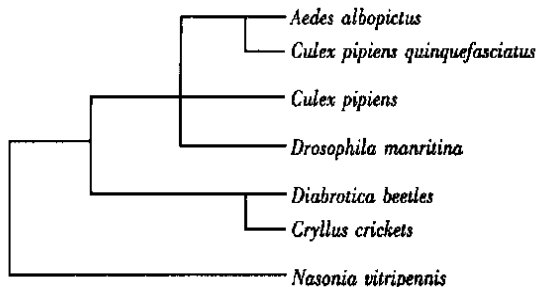 Aedes albopictus
Culex pipiens quinquefasciatus
Culex pipiens
Drosophila manritina
Diabrotica beetles
Cryllus crickets
Nasonia vitripennis